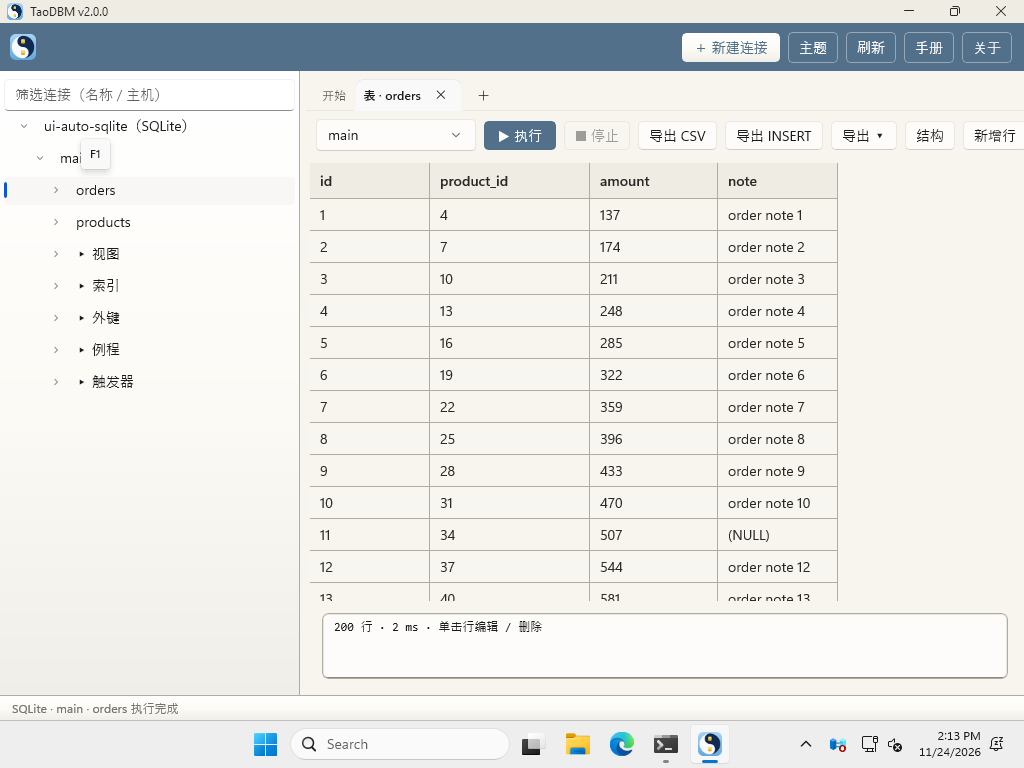 TaoDBM v2.0.0
+ 新建连接 主题 刷新 手册 关于
筛选连接（名称 / 主机）
ui-auto-sqlite（SQLite）
F1
orders
products
视图
索引
外键
例程
触发器
开始 表 · orders
main 执行 停止 导出 CSV 导出 INSERT 导出 结构 新增行
id product_id amount note
1 4 137 order note 1
2 7 174 order note 2
3 10 211 order note 3
4 13 248 order note 4
5 16 285 order note 5
6 19 322 order note 6
7 22 359 order note 7
8 25 396 order note 8
9 28 433 order note 9
10 31 470 order note 10
11 34 507 (NULL)
12 37 544 order note 12
13 40 581 order note 13
200 行 · 2 ms · 单击行编辑 / 删除
SQLite · main · orders 执行完成
Search
2:13 PM
11/24/2026